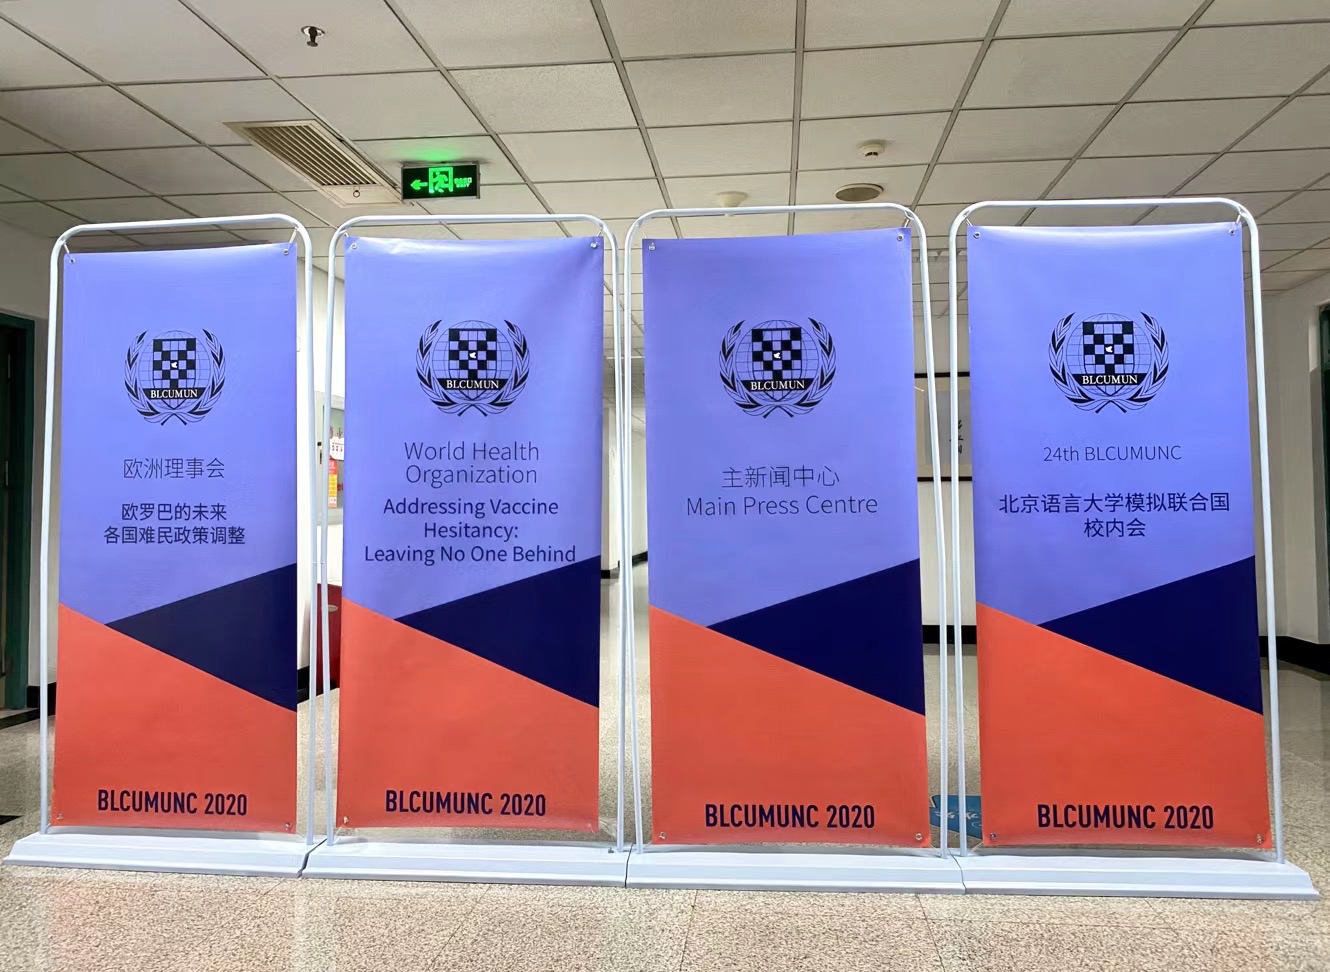 BLCUMUN
欧洲理事会
欧罗巴的未来
各国难民政策调整
BLCUMUNC 2020
BLCUMUN
World Health
Organization
Addressing Vaccine
Hesitancy:
Leaving No One Behind
BLCUMUNC 2020
BLCUMUN
主新闻中心
Main Press Centre
BLCUMUNC 2020
BLCUMUN
24th BLCUMUNC
北京语言大学模拟联合国
校内会
BLCUMUNC 2020